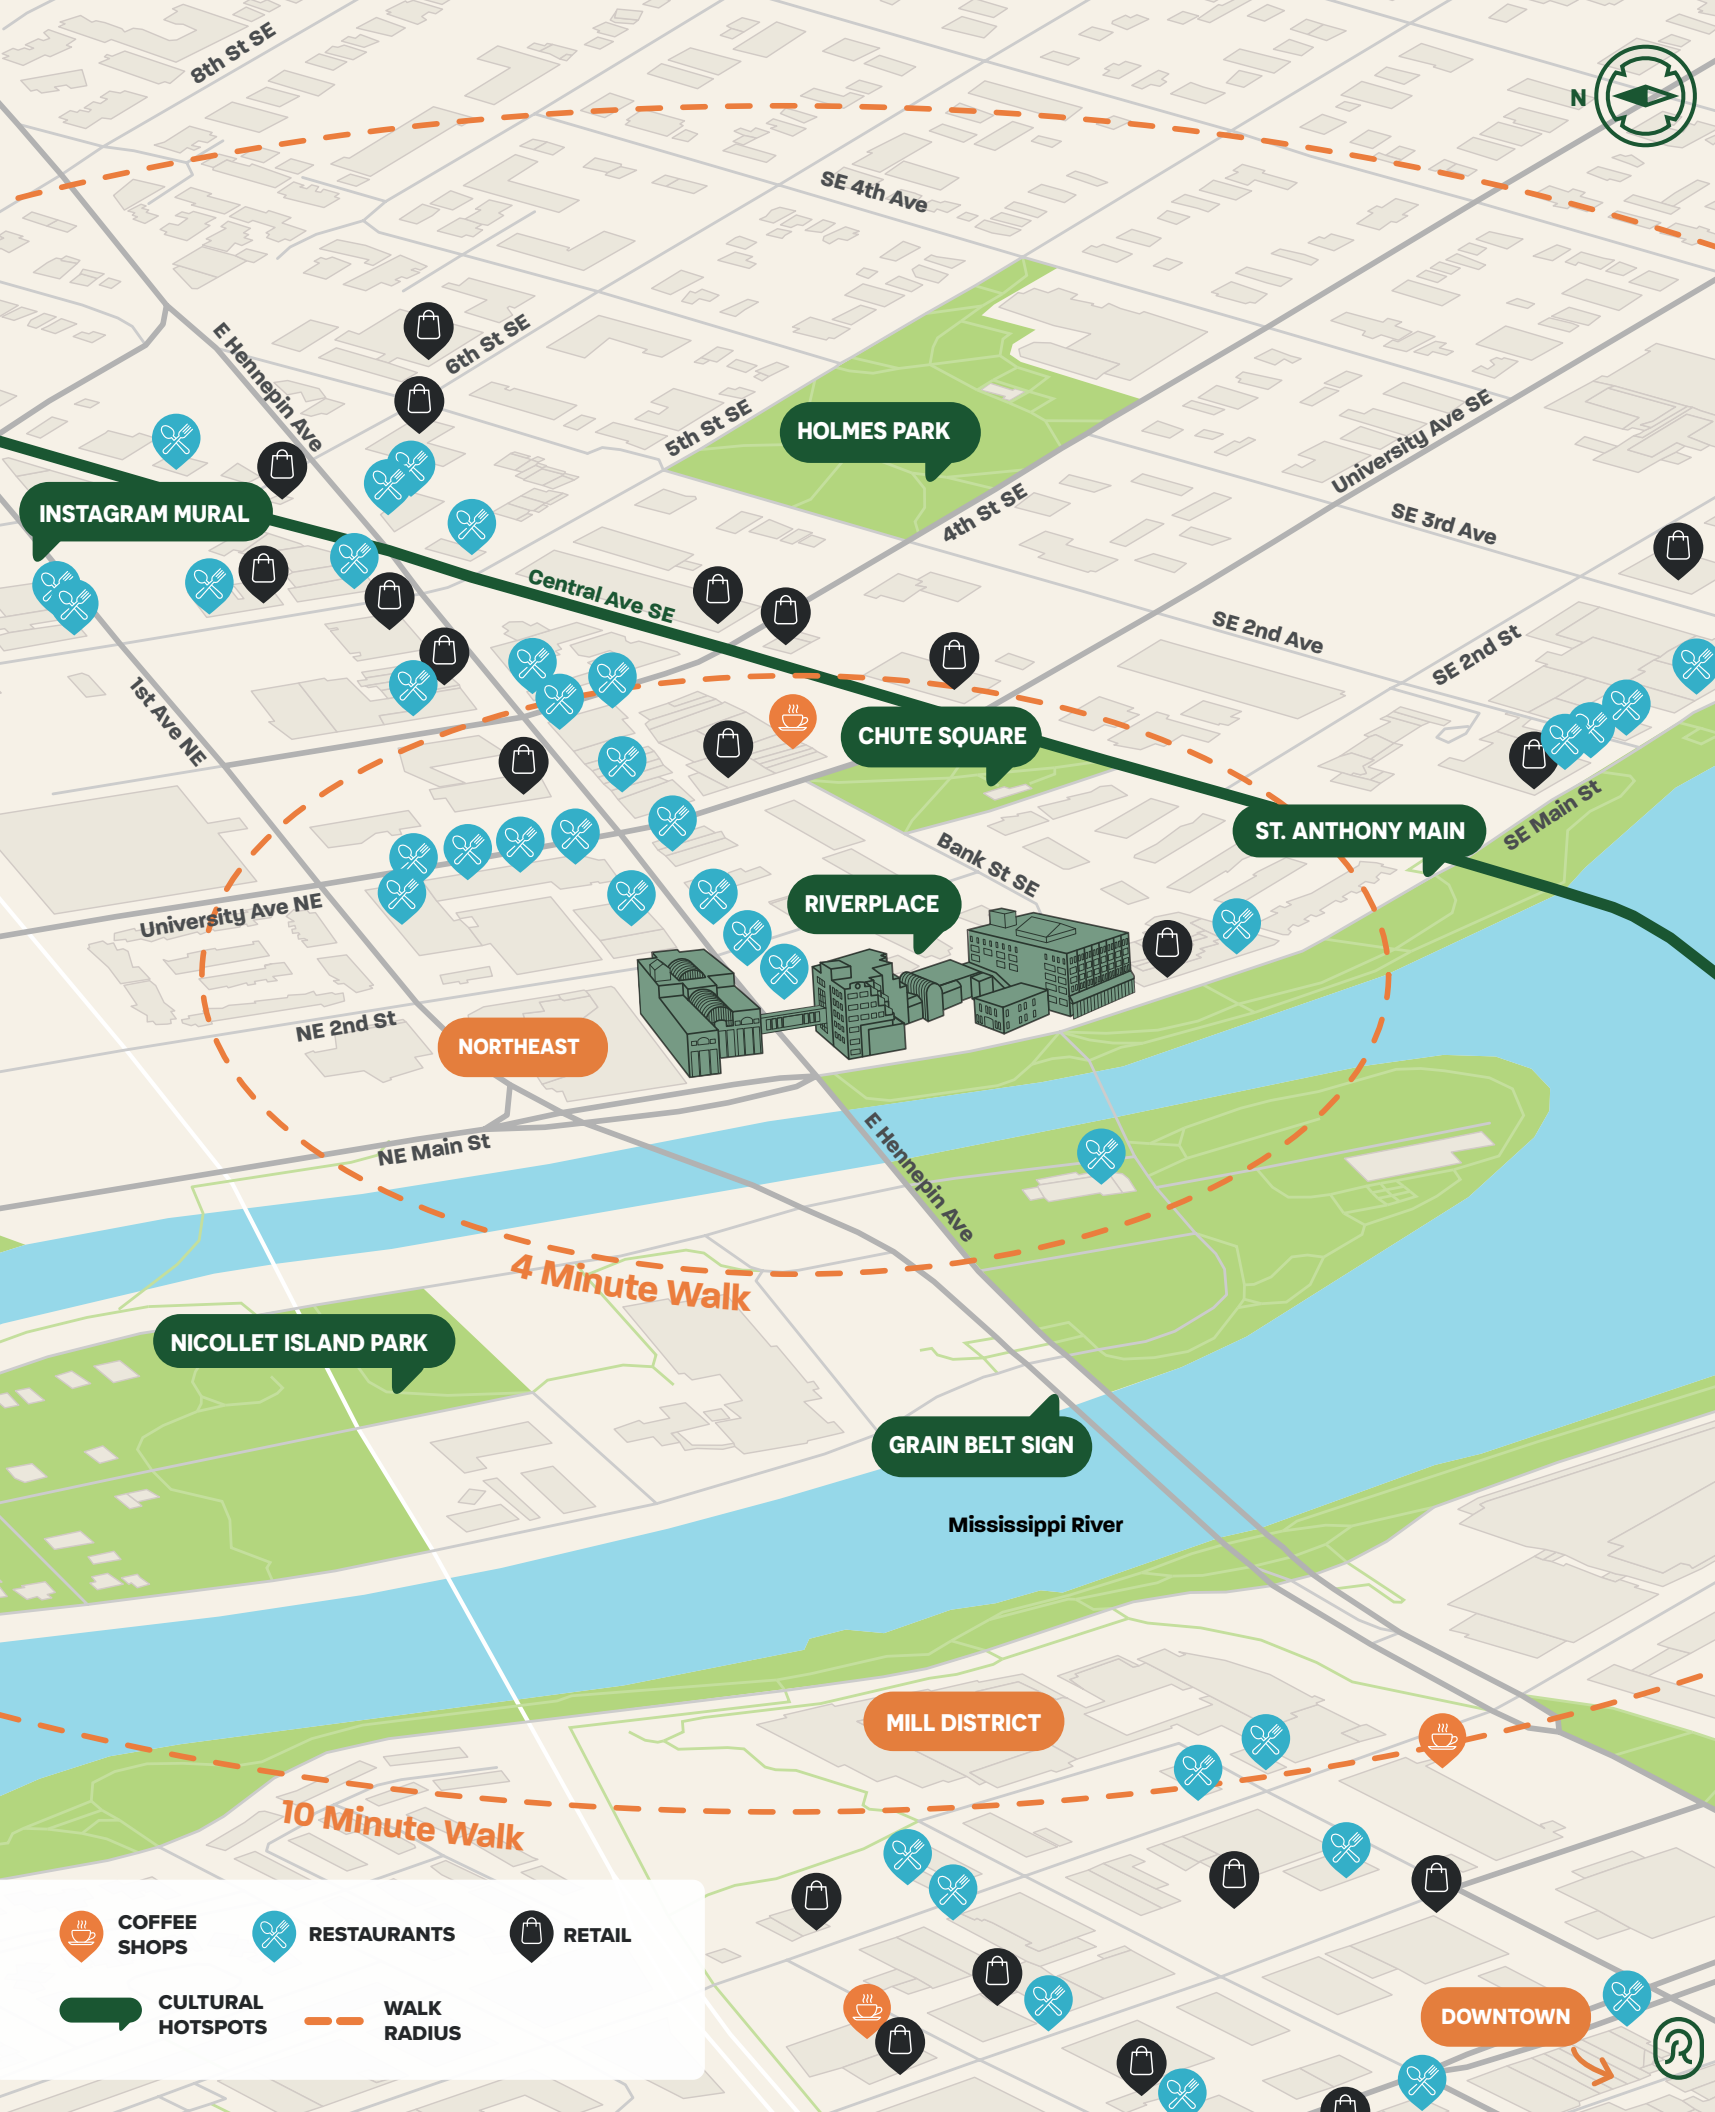 8th St SE
N
SE 4th Ave
E Hennepin Ave
6th St SE
5th St SE
HOLMES PARK
University Ave SE
4th St SE
SE 3rd Ave
INSTAGRAM MURAL
Central Ave SE
SE 2nd Ave
SE 2nd St
1st Ave NE
CHUTE SQUARE
ST. ANTHONY MAIN
SE Main St
Bank St SE
RIVERPLACE
University Ave NE
NE 2nd St
NORTHEAST
NE Main St
E Hennepin Ave
4 Minute Walk
NICOLLET ISLAND PARK
GRAIN BELT SIGN
Mississippi River
MILL DISTRICT
10 Minute Walk
COFFEE
SHOPS
RESTAURANTS
RETAIL
CULTURAL
HOTSPOTS
WALK
RADIUS
DOWNTOWN
R